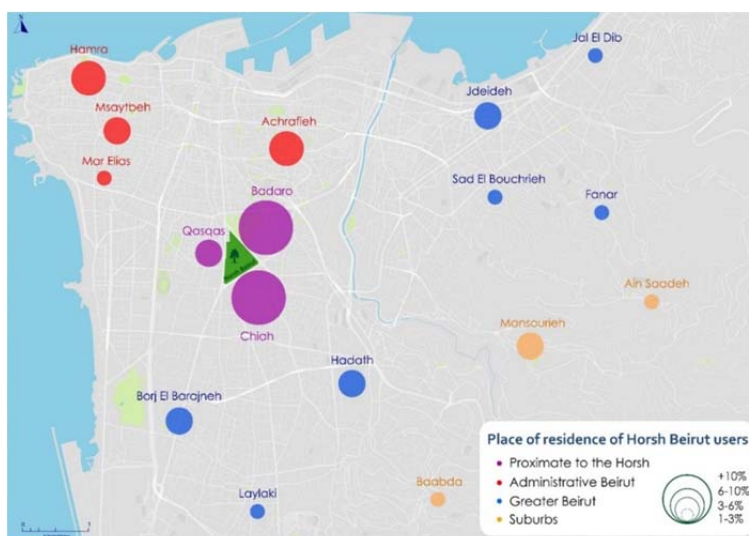 N
Hamra
Jal El Dib
Msaytbeh
Jdeideh
Achrafieh
Mar Elias
Badaro
Sad El Bouchrieh
Fanar
Qasqas
Horsh Beirut
Ain Saadeh
Mansourieh
Chiah
Hadath
Borj El Barajneh
Baabda
Laylaki
Place of residence of Horsh Beirut users
Proximate to the Horsh
Administrative Beirut
Greater Beirut
Suburbs
+10%
6-10%
3-6%
1-3%